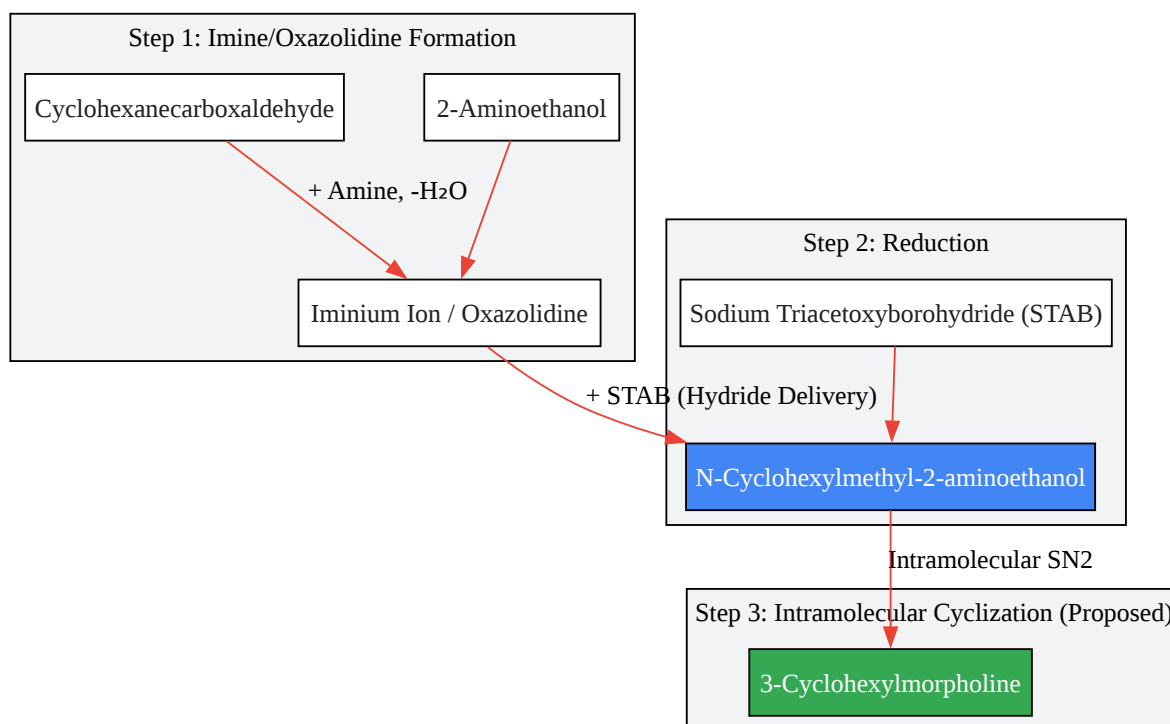 Step 1: Imine/Oxazolidine Formation
Cyclohexanecarboxaldehyde
2-Aminoethanol
+ Amine, -H₂O
Iminium Ion / Oxazolidine
Step 2: Reduction
Sodium Triacetoxyborohydride (STAB)
+ STAB (Hydride Delivery)
N-Cyclohexylmethyl-2-aminoethanol
Intramolecular SN2
Step 3: Intramolecular Cyclization (Proposed)
3-Cyclohexylmorpholine